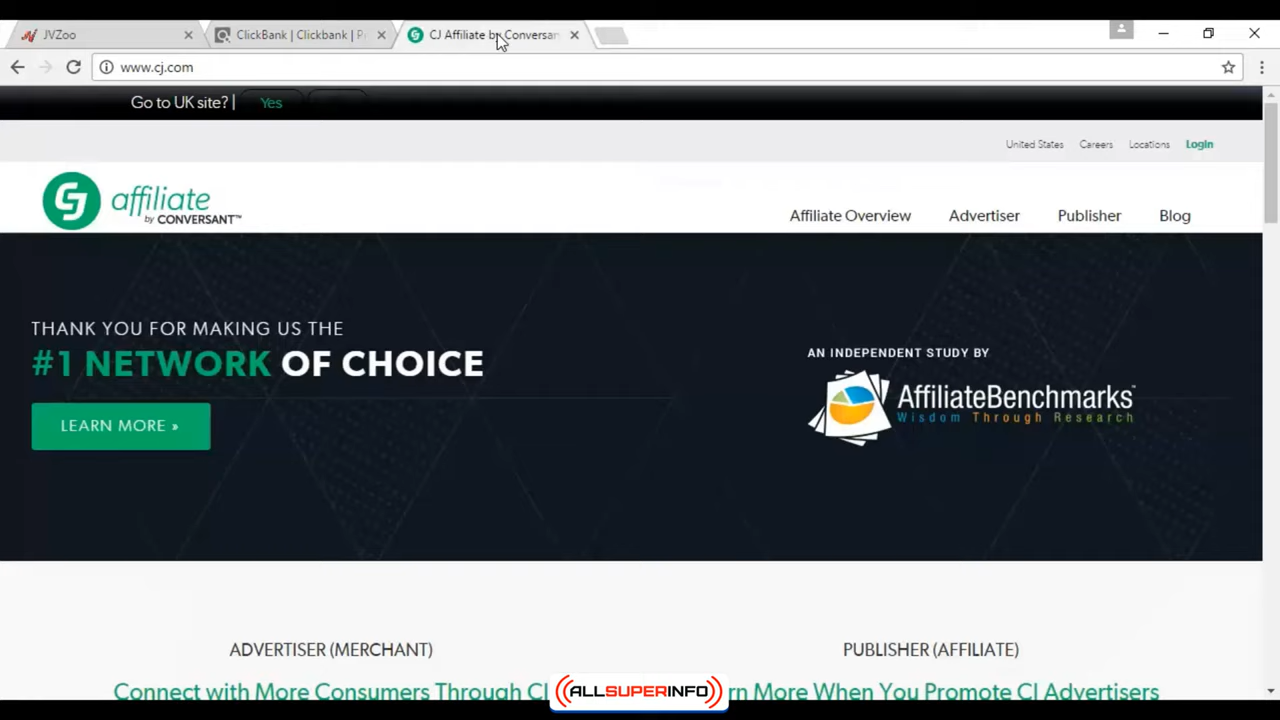 JVZoo
ClickBank | Clickbank | P
CJ Affiliate by Conversan
www.cj.com
Go to UK site? | Yes
United States Careers Locations Login
CJ affiliate
by CONVERSANT™
Affiliate Overview Advertiser Publisher Blog
THANK YOU FOR MAKING US THE
#1 NETWORK OF CHOICE
LEARN MORE »
AN INDEPENDENT STUDY BY
AffiliateBenchmarks™
Wisdom Through Research
ADVERTISER (MERCHANT)
PUBLISHER (AFFILIATE)
Connect with More Consumers Through CJ
rn More When You Promote CJ Advertisers
ALLSUPERINFO